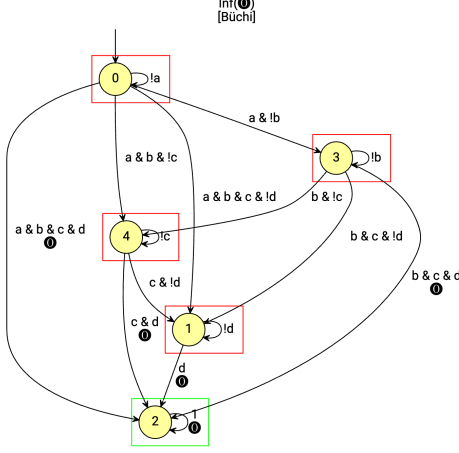 Inf(⓿)
[Büchi]
0
!a
a & !b
3
!b
a & b & !c
a & b & c & !d
b & !c
a & b & c & d
⓿
4
!c
b & c & !d
c & !d
b & c & d
⓿
c & d
⓿
1
!d
d
⓿
2
1
⓿